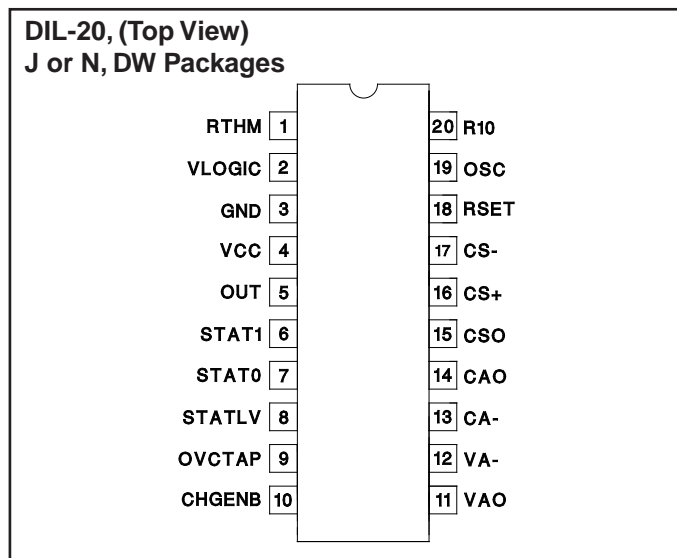 DIL-20, (Top View)
J or N, DW Packages
RTHM 1 20 R10
VLOGIC 2 19 OSC
GND 3 18 RSET
VCC 4 17 CS-
OUT 5 16 CS+
STAT1 6 15 CSO
STAT0 7 14 CAO
STATLV 8 13 CA-
OVCTAP 9 12 VA-
CHGENB 10 11 VAO